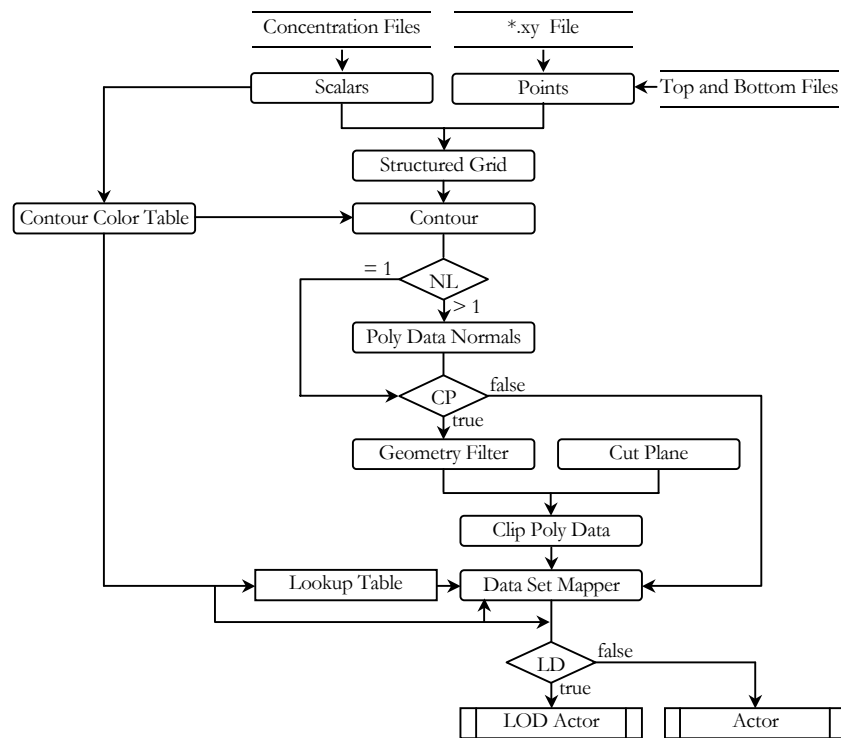 Concentration Files
*.xy File
Scalars
Points
Top and Bottom Files
Structured Grid
Contour Color Table
Contour
= 1
NL
> 1
Poly Data Normals
CP
false
true
Geometry Filter
Cut Plane
Clip Poly Data
Lookup Table
Data Set Mapper
LD
false
true
LOD Actor
Actor